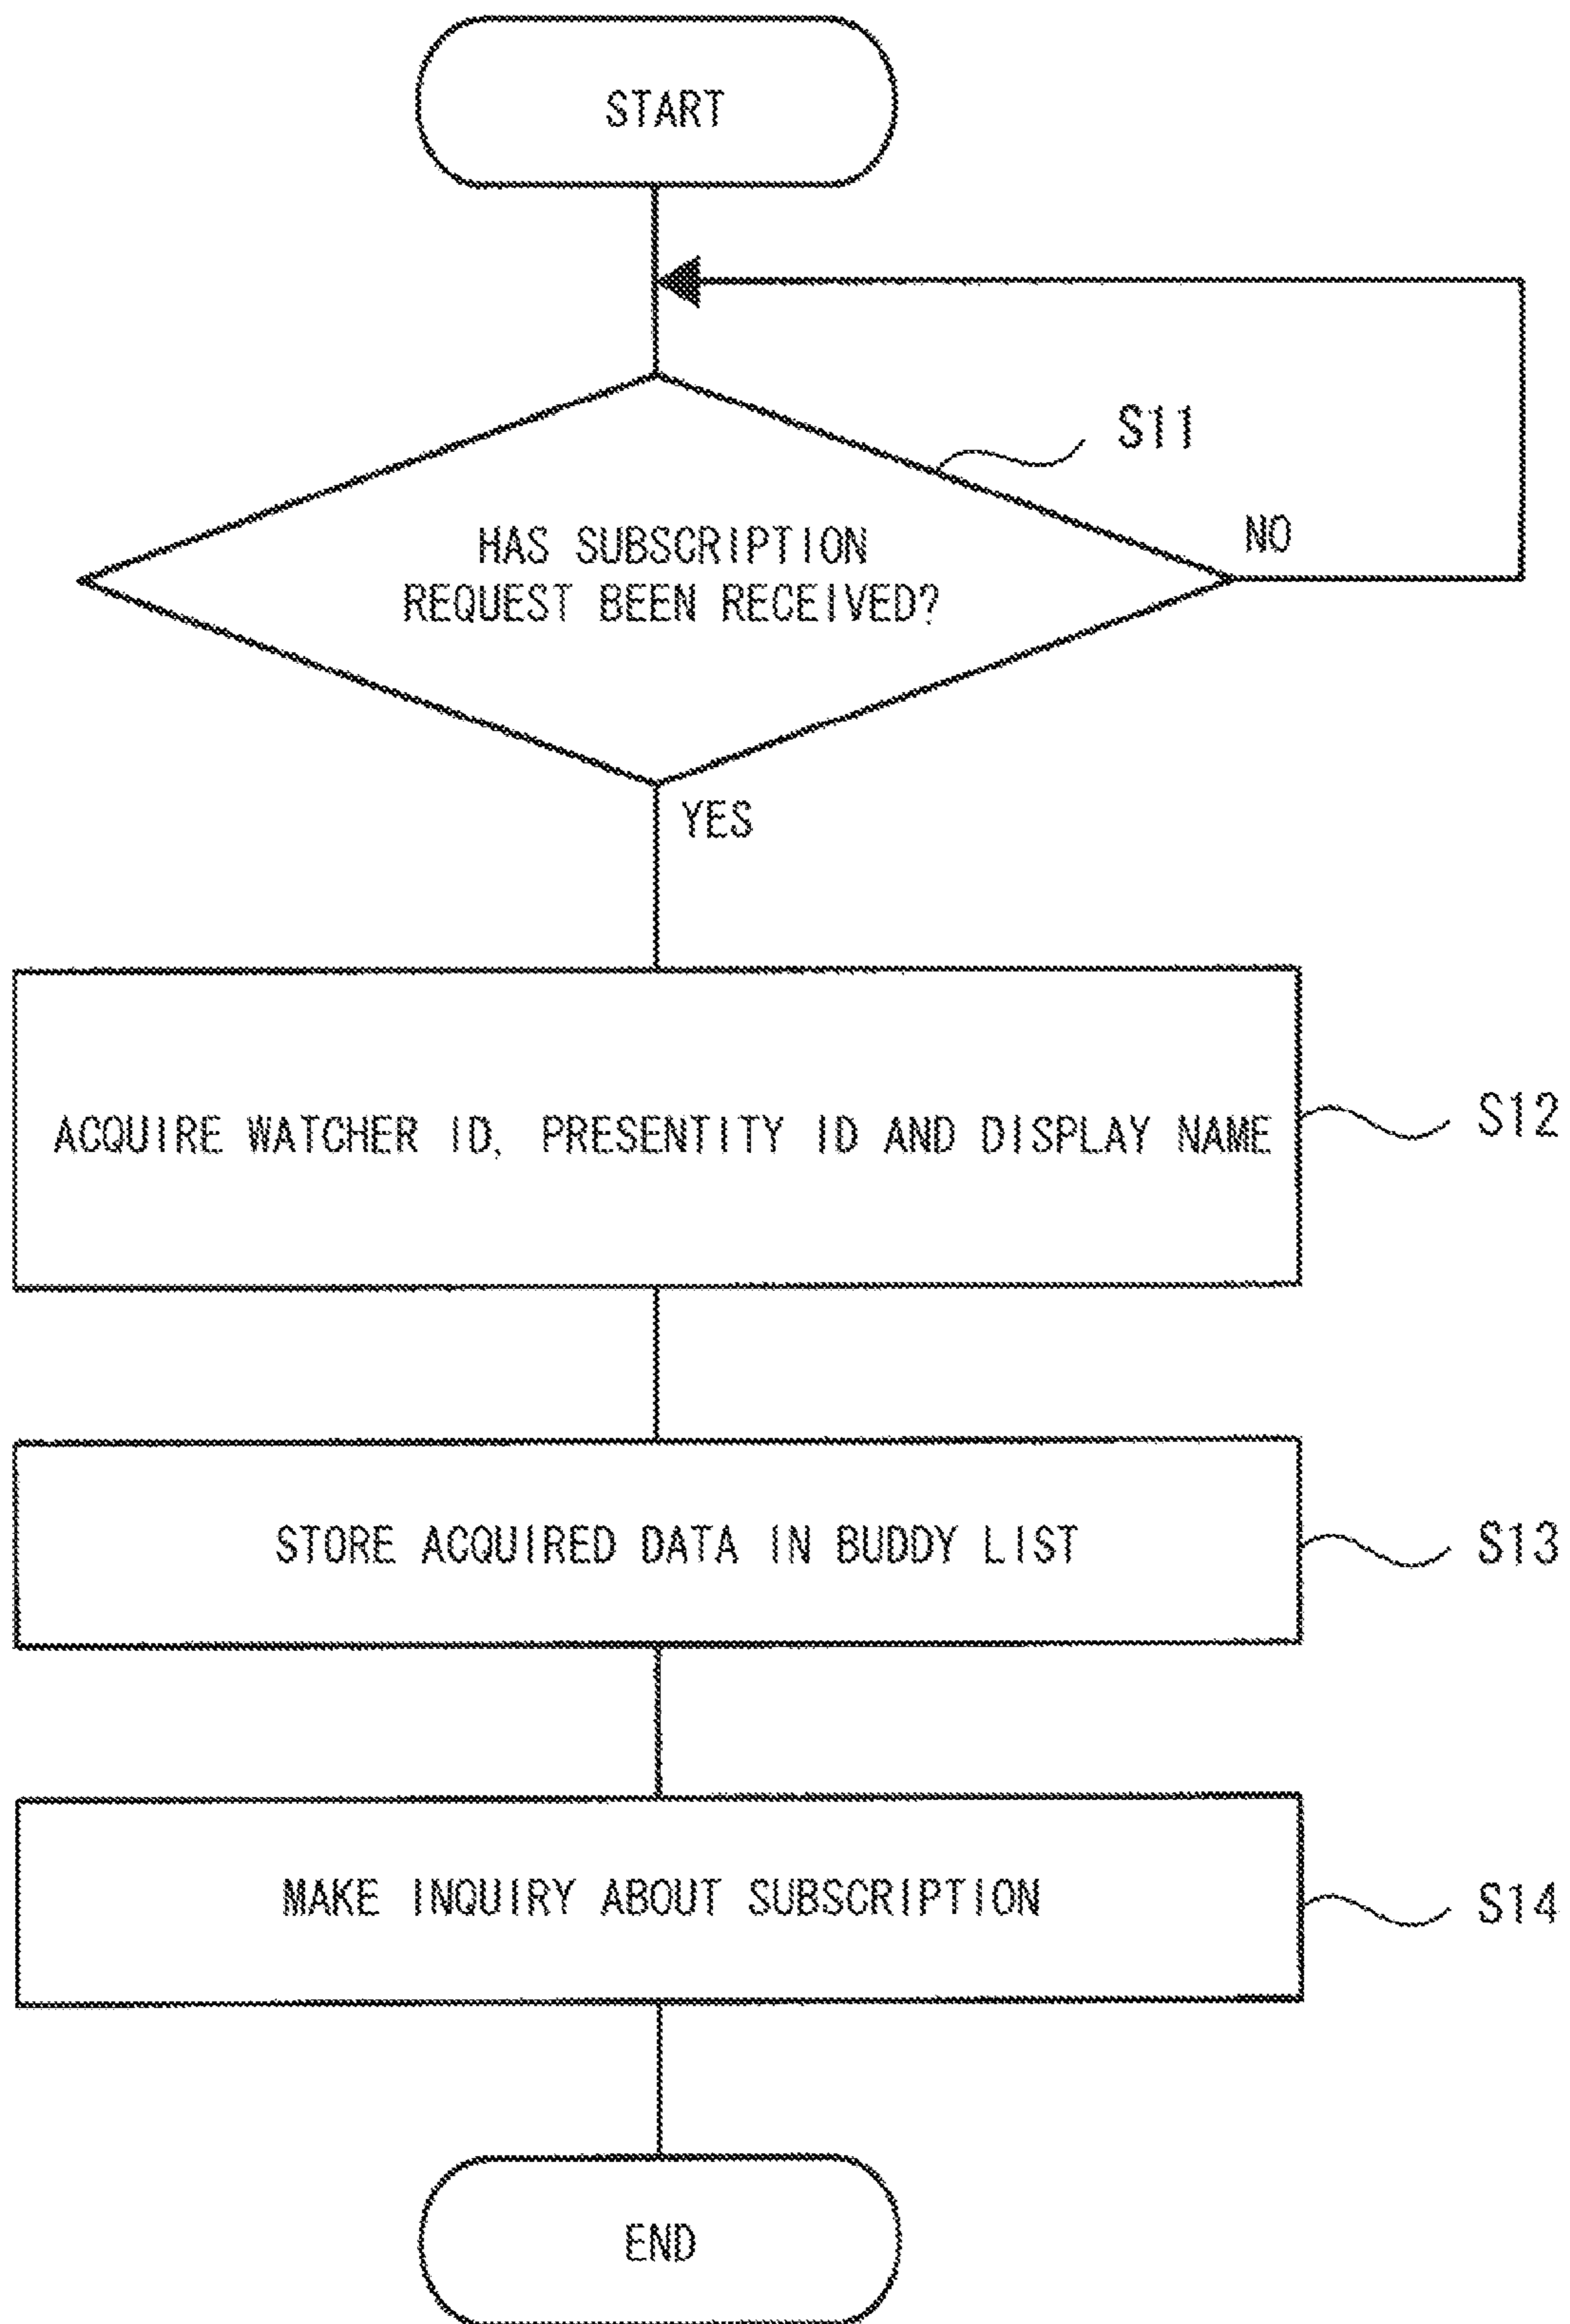 START
S11
HAS SUBSCRIPTION
REQUEST BEEN RECEIVED?
NO
YES
ACQUIRE WATCHER ID, PRESENTITY ID AND DISPLAY NAME
S12
STORE ACQUIRED DATA IN BUDDY LIST
S13
MAKE INQUIRY ABOUT SUBSCRIPTION
S14
END